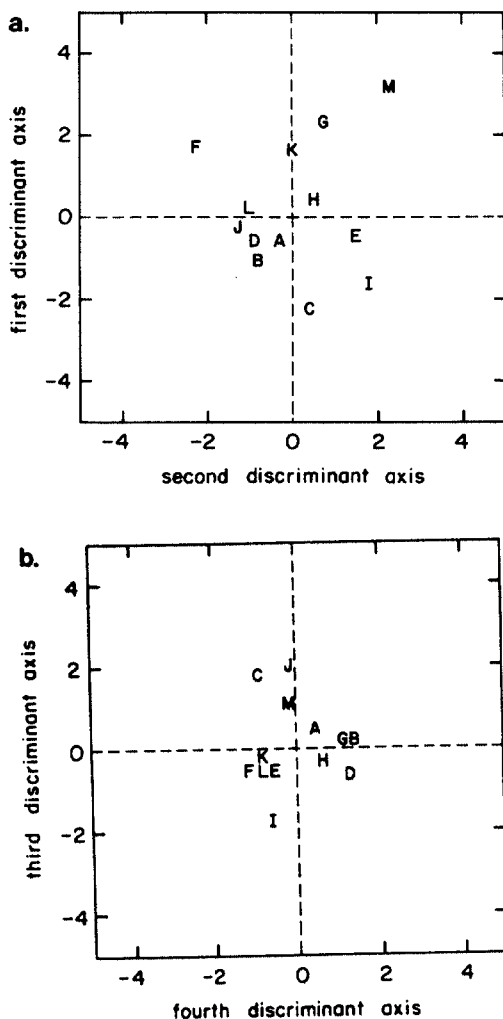 a.
4
M
G
2
F
K
H
L
0
J
D A E
B
I
C
-2
-4
-4 -2 0 2 4
first discriminant axis
second discriminant axis
b.
4
J
2
C
M
A
GB
0
K
H
FLE
D
I
-2
-4
-4 -2 0 2 4
third discriminant axis
fourth discriminant axis